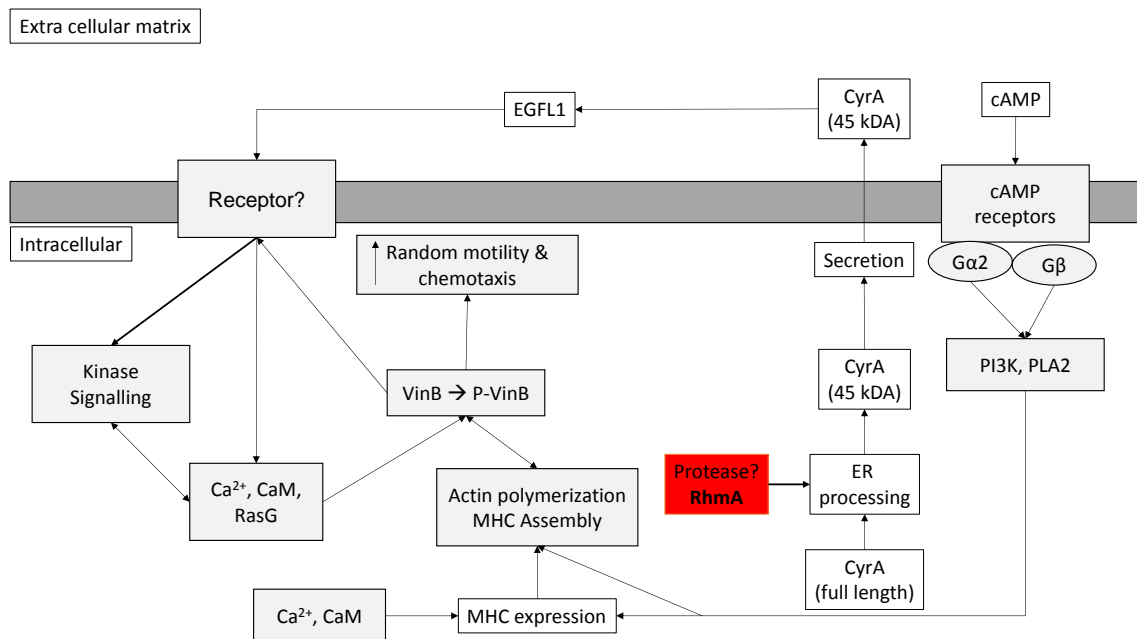 Extra cellular matrix
EGFL1
CyrA
(45 kDA)
cAMP
Receptor?
cAMP
receptors
Intracellular
Random motility &
chemotaxis
Secretion
Gα2
Gβ
Kinase
Signalling
VinB → P-VinB
CyrA
(45 kDA)
PI3K, PLA2
Ca²⁺, CaM,
RasG
Actin polymerization
MHC Assembly
Protease?
RhmA
ER
processing
CyrA
(full length)
Ca²⁺, CaM
MHC expression